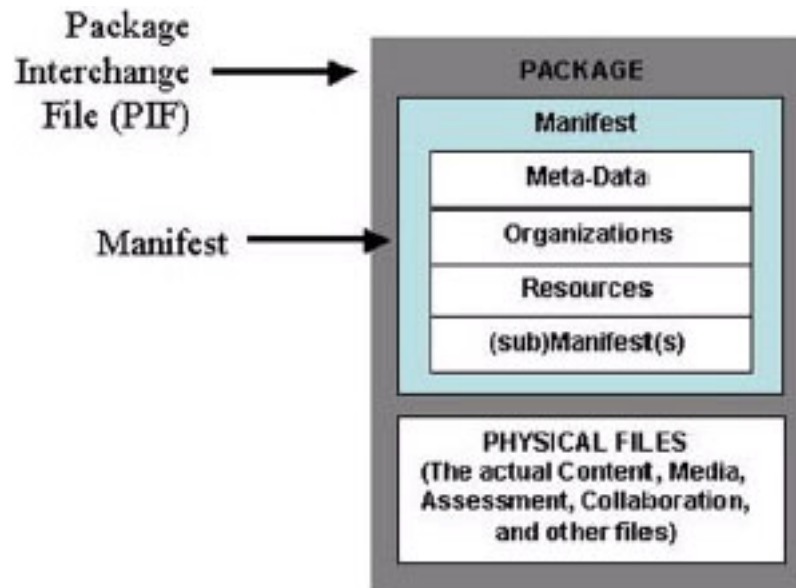 Package
Interchange
File (PIF)
Manifest
PACKAGE
Manifest
Meta-Data
Organizations
Resources
(sub)Manifest(s)
PHYSICAL FILES
(The actual Content, Media,
Assessment, Collaboration,
and other files)